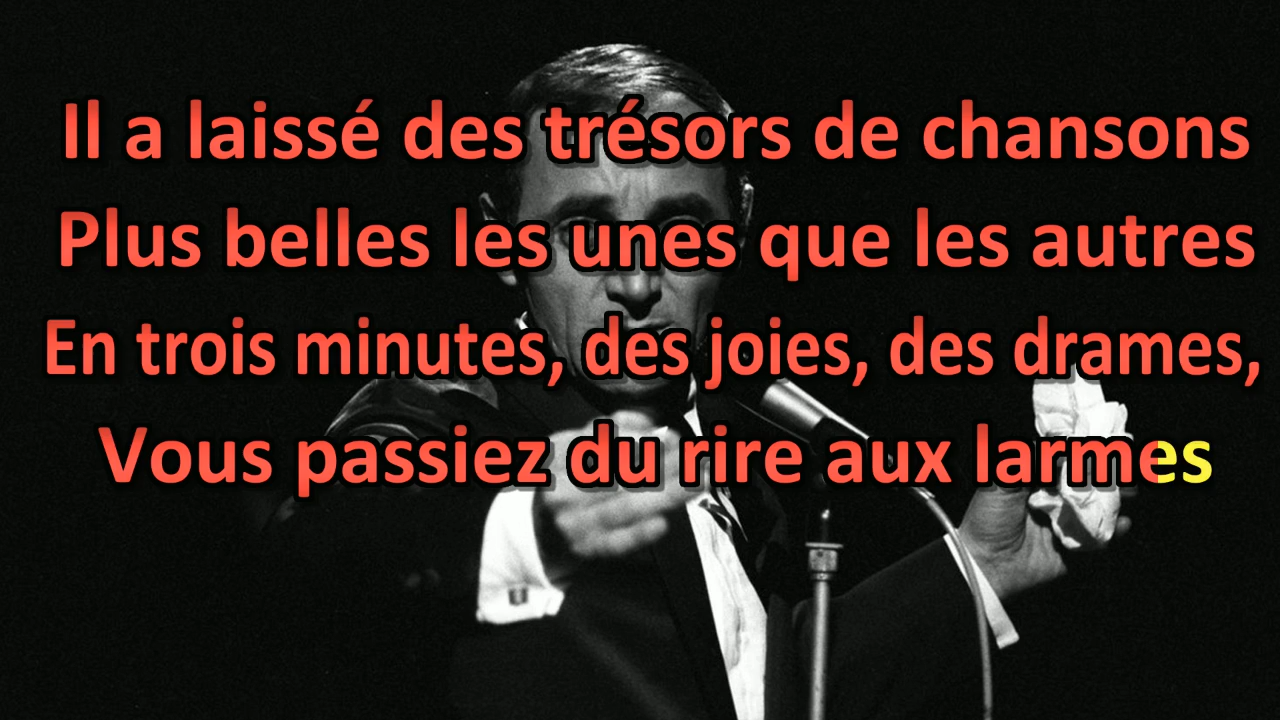 Il a laissé des trésors de chansons
Plus belles les unes que les autres
En trois minutes, des joies, des drames,
Vous passiez du rire aux larmes